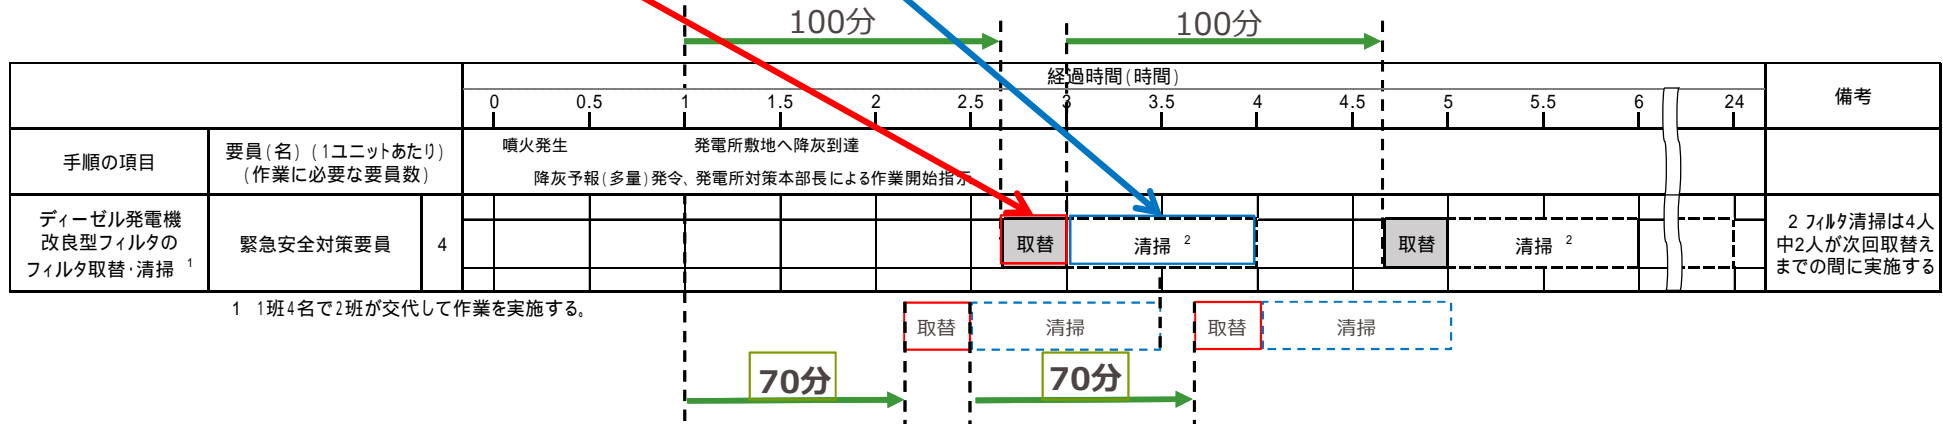 100分
100分
経過時間(時間)
備考
0
0.5
1
1.5
2
2.5
3
3.5
4
4.5
5
5.5
6
24
手順の項目
要員(名) (1ユニットあたり)
(作業に必要な要員数)
噴火発生
発電所敷地へ降灰到達
降灰予報(多量)発令、発電所対策本部長による作業開始指示
ディーゼル発電機
改良型フィルタの
フィルタ取替・清掃 1
緊急安全対策要員
4
取替
清掃 2
取替
清掃 2
2 フィルタ清掃は4人
中2人が次回取替え
までの間に実施する
1 1班4名で2班が交代して作業を実施する。
取替
清掃
取替
清掃
70分
70分